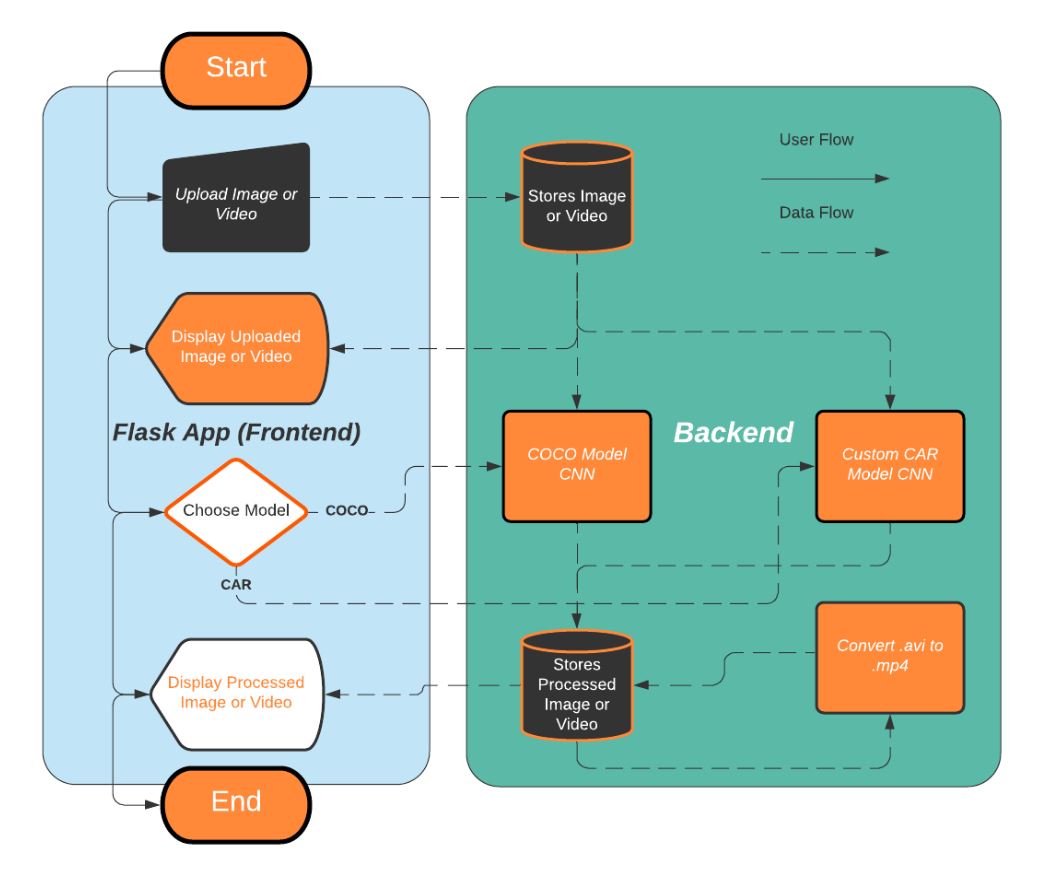 Start
Upload Image or
Video
Stores Image
or Video
User Flow
Data Flow
Display Uploaded
Image or Video
Flask App (Frontend)
Backend
COCO Model
CNN
Custom CAR
Model CNN
Choose Model
COCO
CAR
Convert .avi to
.mp4
Stores
Processed
Image or
Video
Display Processed
Image or Video
End